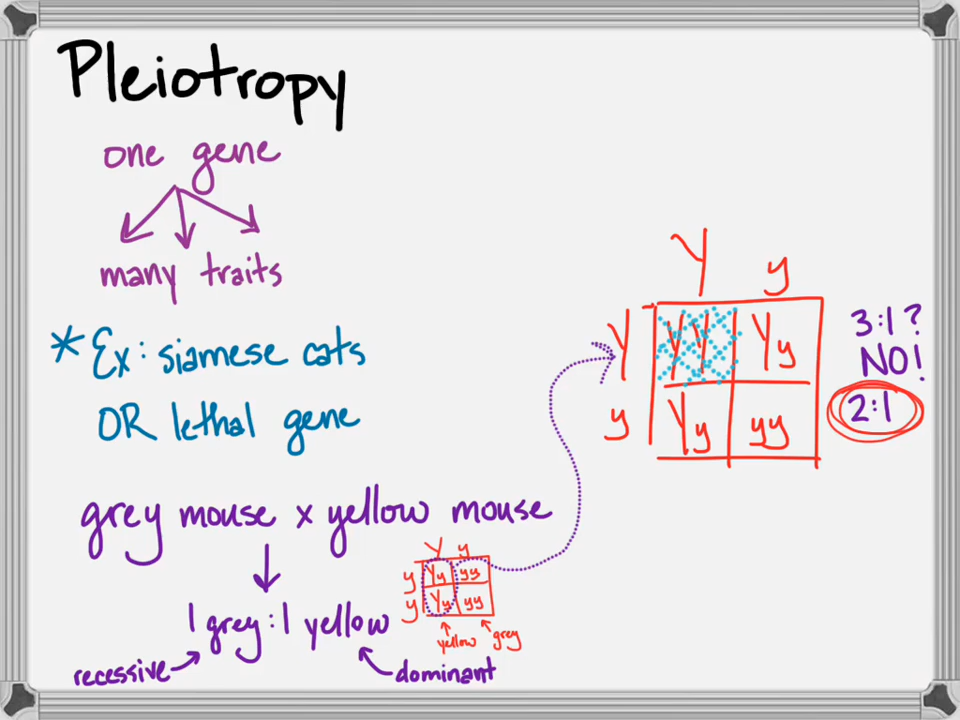 Pleiotropy
one gene
many traits
* Ex: siamese cats
OR lethal gene
grey mouse x yellow mouse
1 grey : 1 yellow
recessive
dominant
Y y
y Yy yy
y Yy yy
yellow grey
Y y
Y YY Yy
y Yy yy
3:1?
NO!
2:1